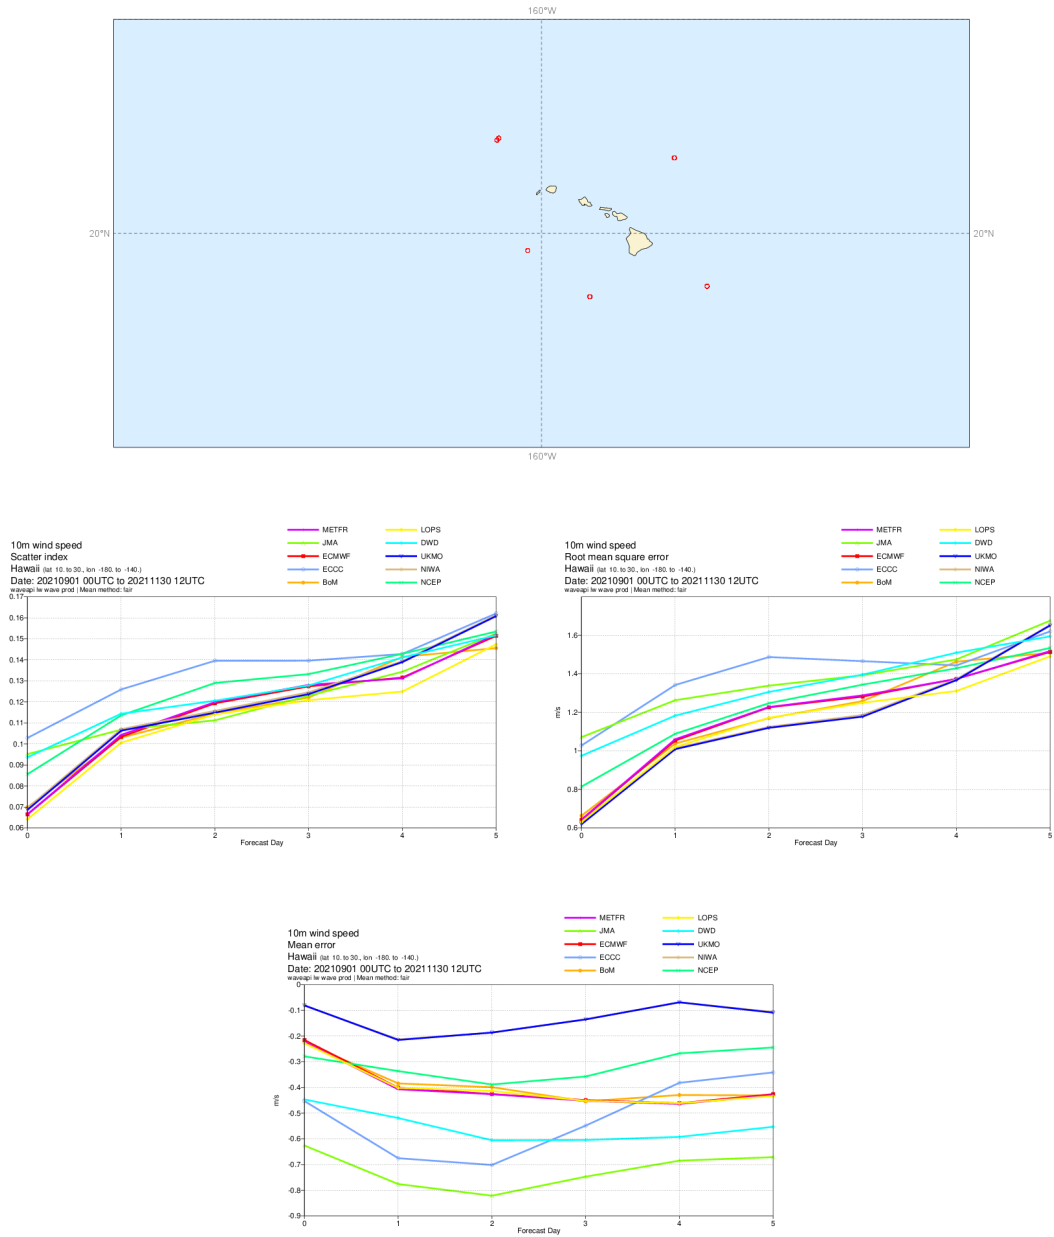 160°W
20°N
20°N
160°W
10m wind speed
Scatter index
Hawaii (lat 10. to 30., lon -180. to -140.)
Date: 20210901 00UTC to 20211130 12UTC
waveapi lw wave prod | Mean method: fair
METFR
LOPS
JMA
DWD
ECMWF
UKMO
ECCC
NIWA
BoM
NCEP
0.17
0.16
0.15
0.14
0.13
0.12
0.11
0.1
0.09
0.08
0.07
0.06
0 1 2 3 4 5
Forecast Day
10m wind speed
Root mean square error
Hawaii (lat 10. to 30., lon -180. to -140.)
Date: 20210901 00UTC to 20211130 12UTC
waveapi lw wave prod | Mean method: fair
METFR
LOPS
JMA
DWD
ECMWF
UKMO
ECCC
NIWA
BoM
NCEP
m/s
1.6
1.4
1.2
1
0.8
0.6
0 1 2 3 4 5
Forecast Day
10m wind speed
Mean error
Hawaii (lat 10. to 30., lon -180. to -140.)
Date: 20210901 00UTC to 20211130 12UTC
waveapi lw wave prod | Mean method: fair
METFR
LOPS
JMA
DWD
ECMWF
UKMO
ECCC
NIWA
BoM
NCEP
m/s
0
-0.1
-0.2
-0.3
-0.4
-0.5
-0.6
-0.7
-0.8
-0.9
0 1 2 3 4 5
Forecast Day